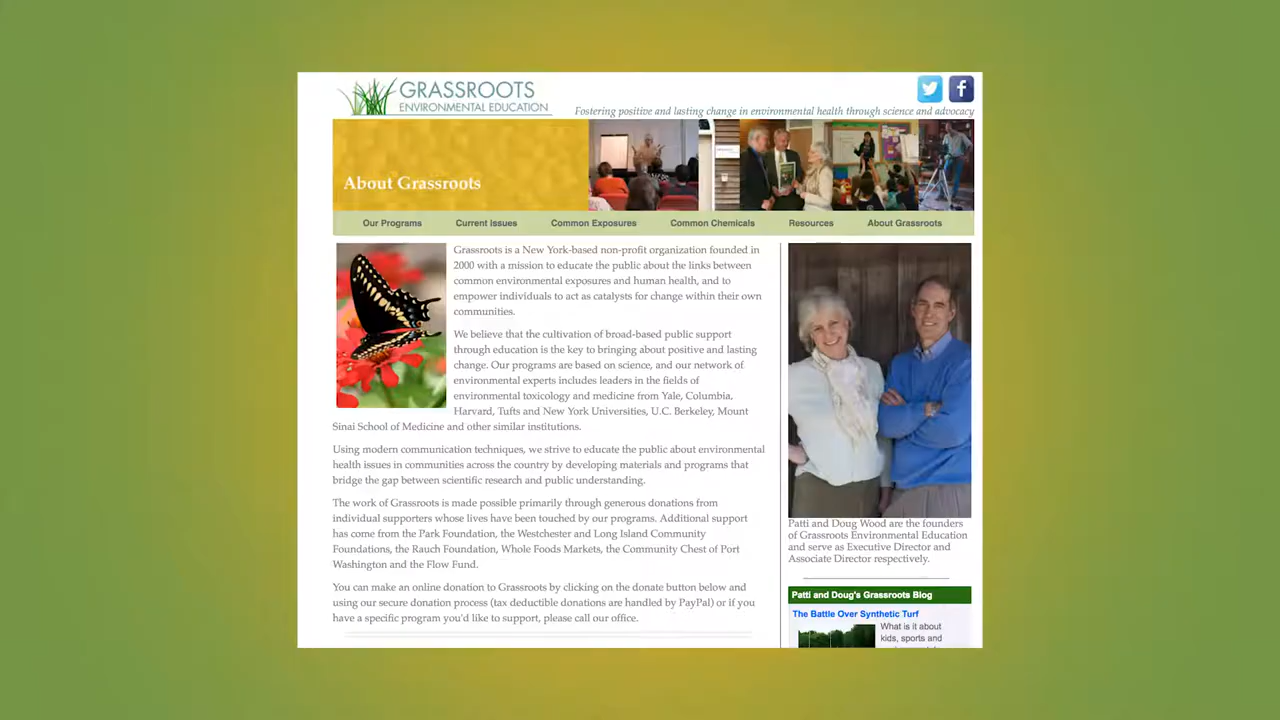 GRASSROOTS
ENVIRONMENTAL EDUCATION
Fostering positive and lasting change in environmental health through science and advocacy
About Grassroots
Our Programs Current Issues Common Exposures Common Chemicals Resources About Grassroots
Grassroots is a New York-based non-profit organization founded in
2000 with a mission to educate the public about the links between
common environmental exposures and human health, and to
empower individuals to act as catalysts for change within their own
communities.
We believe that the cultivation of broad-based public support
through education is the key to bringing about positive and lasting
change. Our programs are based on science, and our network of
environmental experts includes leaders in the fields of
environmental toxicology and medicine from Yale, Columbia,
Harvard, Tufts and New York Universities, U.C. Berkeley, Mount
Sinai School of Medicine and other similar institutions.
Using modern communication techniques, we strive to educate the public about environmental
health issues in communities across the country by developing materials and programs that
bridge the gap between scientific research and public understanding.
The work of Grassroots is made possible primarily through generous donations from
individual supporters whose lives have been touched by our programs. Additional support
has come from the Park Foundation, the Westchester and Long Island Community
Foundations, the Rauch Foundation, Whole Foods Markets, the Community Chest of Port
Washington and the Flow Fund.
You can make an online donation to Grassroots by clicking on the donate button below and
using our secure donation process (tax deductible donations are handled by PayPal) or if you
have a specific program you'd like to support, please call our office.
Patti and Doug Wood are the founders
of Grassroots Environmental Education
and serve as Executive Director and
Associate Director respectively.
Patti and Doug's Grassroots Blog
The Battle Over Synthetic Turf
What is it about
kids, sports and